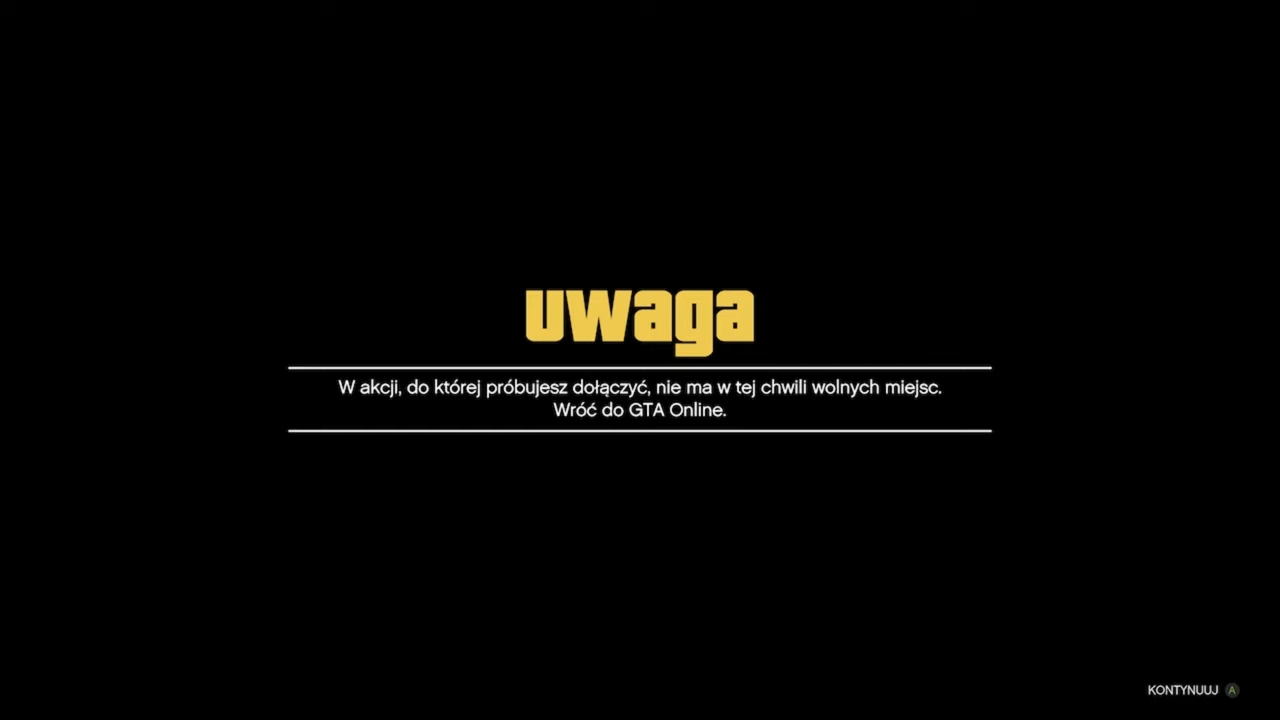 uwaga
W akcji, do której próbujesz dołączyć, nie ma w tej chwili wolnych miejsc.
Wróć do GTA Online.
KONTYNUUJ A